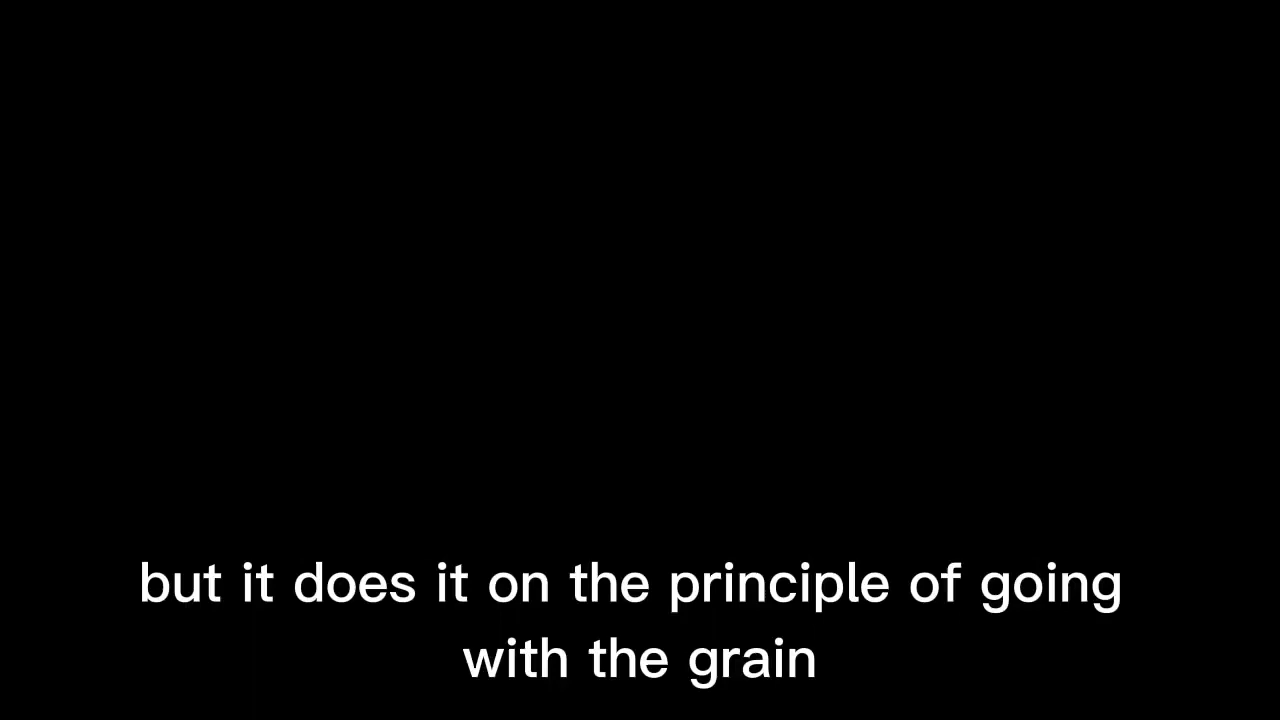 but it does it on the principle of going
with the grain